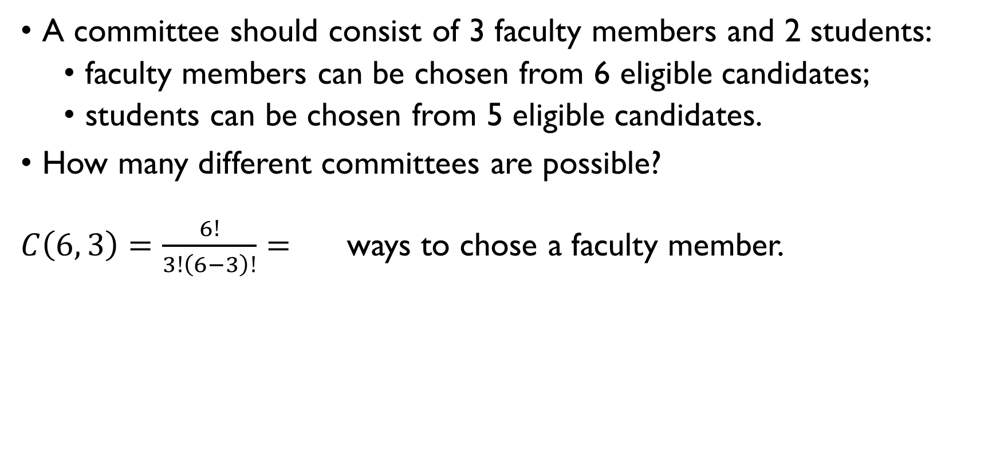 • A committee should consist of 3 faculty members and 2 students:
• faculty members can be chosen from 6 eligible candidates;
• students can be chosen from 5 eligible candidates.
• How many different committees are possible?
C(6, 3) = 6!/(3!(6−3)!) = ways to chose a faculty member.